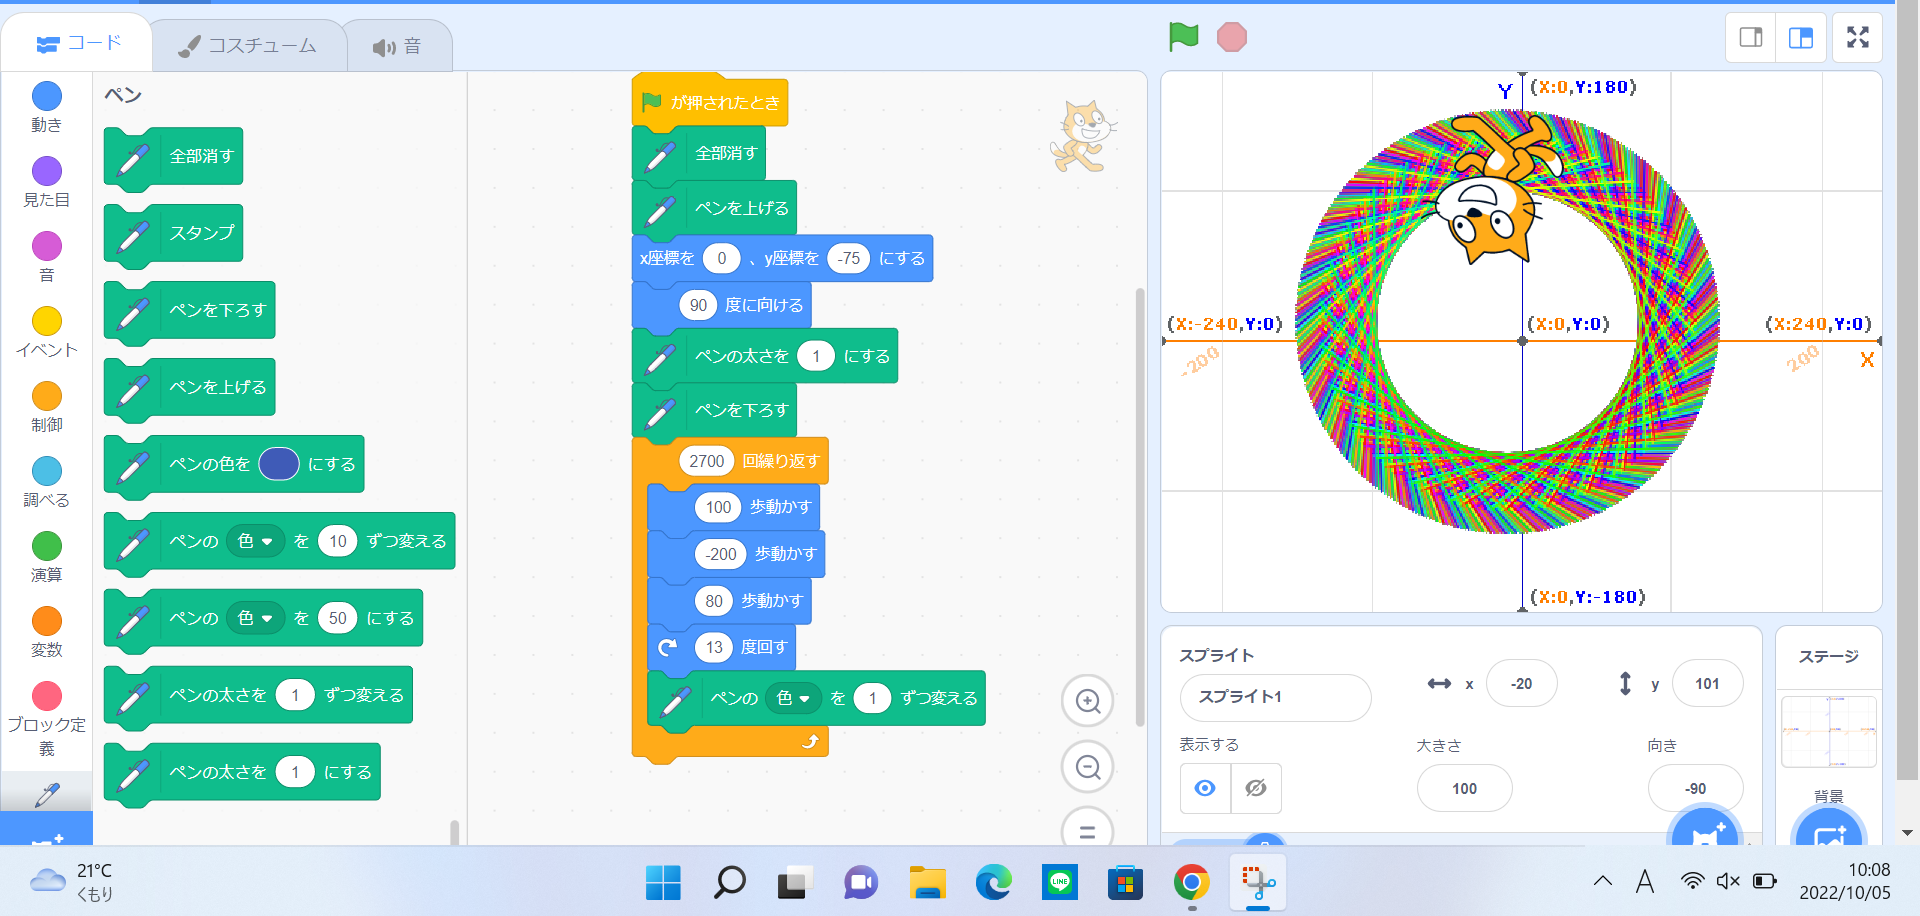 コード
コスチューム
音
動き
見た目
音
イベント
制御
調べる
演算
変数
ブロック定
義
ペン
全部消す
スタンプ
ペンを下ろす
ペンを上げる
ペンの色を にする
ペンの 色 を 10 ずつ変える
ペンの 色 を 50 にする
ペンの太さを 1 ずつ変える
ペンの太さを 1 にする
が押されたとき
全部消す
ペンを上げる
x座標を 0 、y座標を -75 にする
90 度に向ける
ペンの太さを 1 にする
ペンを下ろす
2700 回繰り返す
100 歩動かす
-200 歩動かす
80 歩動かす
13 度回す
ペンの 色 を 1 ずつ変える
Y (X:0,Y:180)
(X:-240,Y:0) (X:0,Y:0) (X:240,Y:0)
-200 200 X
(X:0,Y:-180)
スプライト
スプライト1
x -20 y 101
表示する 大きさ 向き
100 -90
ステージ
背景
21°C
くもり
LINE
A
10:08
2022/10/05